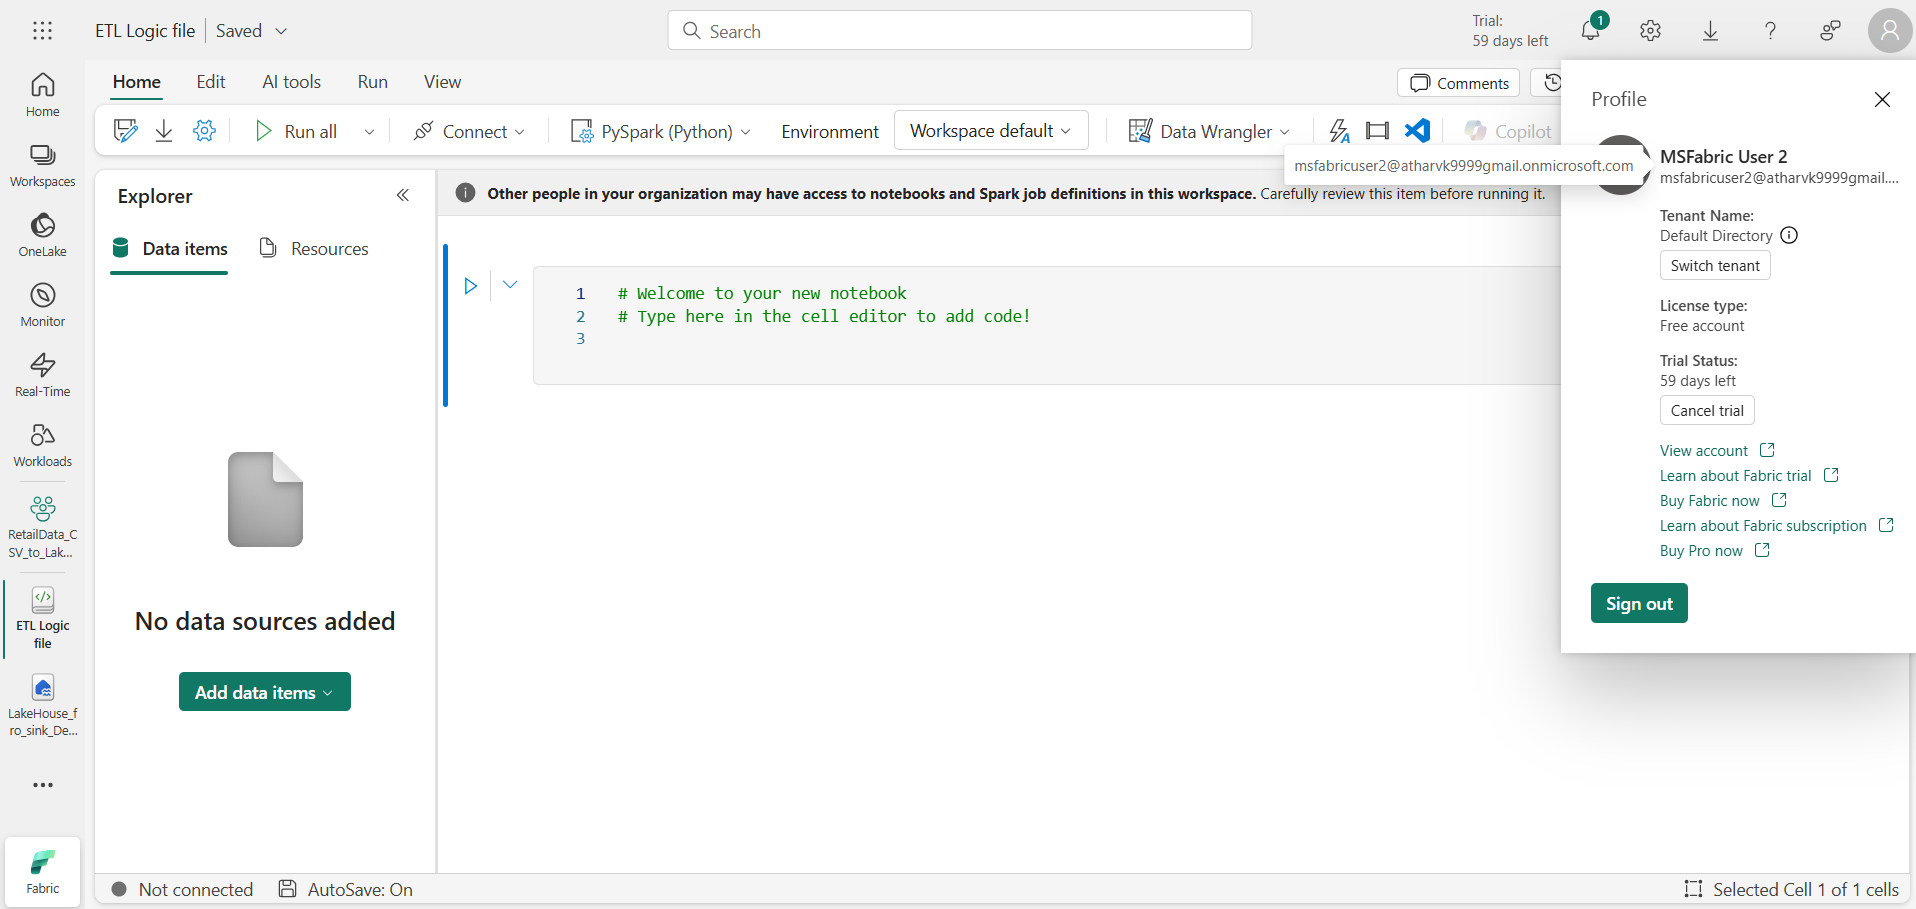 ETL Logic file
Saved
Search
Trial:
59 days left
1
Home
Edit
AI tools
Run
View
Comments
Run all
Connect
PySpark (Python)
Environment
Workspace default
Data Wrangler
Copilot
Home
Workspaces
OneLake
Monitor
Real-Time
Workloads
RetailData_C
SV_to_Lak...
ETL Logic
file
LakeHouse_f
ro_sink_De...
Fabric
Explorer
Data items
Resources
No data sources added
Add data items
Other people in your organization may have access to notebooks and Spark job definitions in this workspace. Carefully review this item before running it.
1 # Welcome to your new notebook
2 # Type here in the cell editor to add code!
3
msfabricuser2@atharvk9999gmail.onmicrosoft.com
Profile
MSFabric User 2
msfabricuser2@atharvk9999gmail....
Tenant Name:
Default Directory
Switch tenant
License type:
Free account
Trial Status:
59 days left
Cancel trial
View account
Learn about Fabric trial
Buy Fabric now
Learn about Fabric subscription
Buy Pro now
Sign out
Not connected
AutoSave: On
Selected Cell 1 of 1 cells